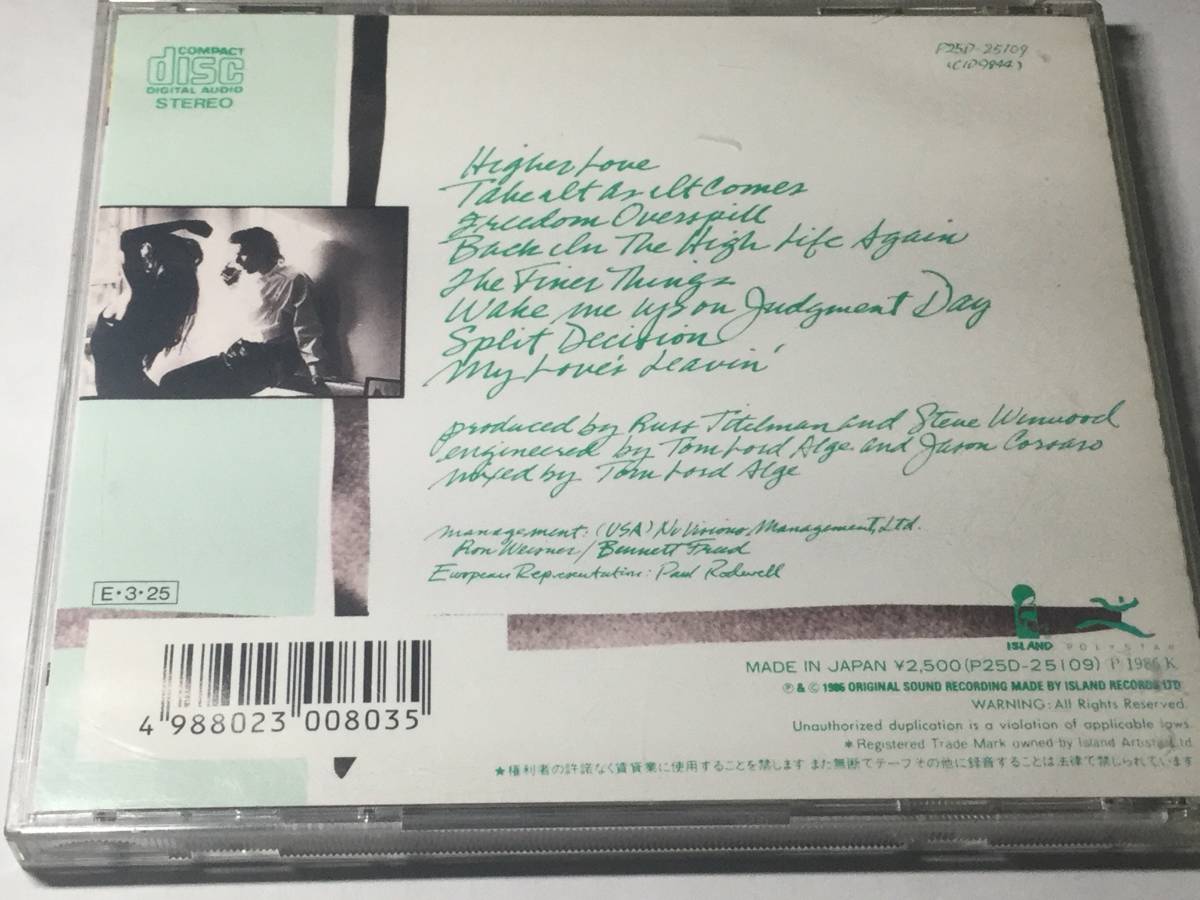 COMPACT
disc
DIGITAL AUDIO
STEREO
P25D-25109
(CID9844)
Higher Love
Take It As It Comes
Freedom Overspill
Back In The High Life Again
The Finer Things
Wake me up on Judgment Day
Split Decision
My Love's Leavin'
produced by Russ Titelman and Steve Winwood
engineered by Tom Lord Alge and Jason Corsaro
mixed by Tom Lord Alge
management: (USA) NuVisions Management, Ltd.
Ron Weisner / Bennett Freed
European Representation: Paul Rodwell
E・3・25
ISLAND
POLYSTAR
4 988023 008035
MADE IN JAPAN ¥2,500 (P25D-25109) P 1986 K
Ⓟ & © 1986 ORIGINAL SOUND RECORDING MADE BY ISLAND RECORDS LTD.
WARNING: All Rights Reserved.
Unauthorized duplication is a violation of applicable laws.
*Registered Trade Mark owned by Island Artists Ltd.
★権利者の許諾なく賃貸業に使用することを禁じます また無断でテープその他に録音することは法律で禁じられています